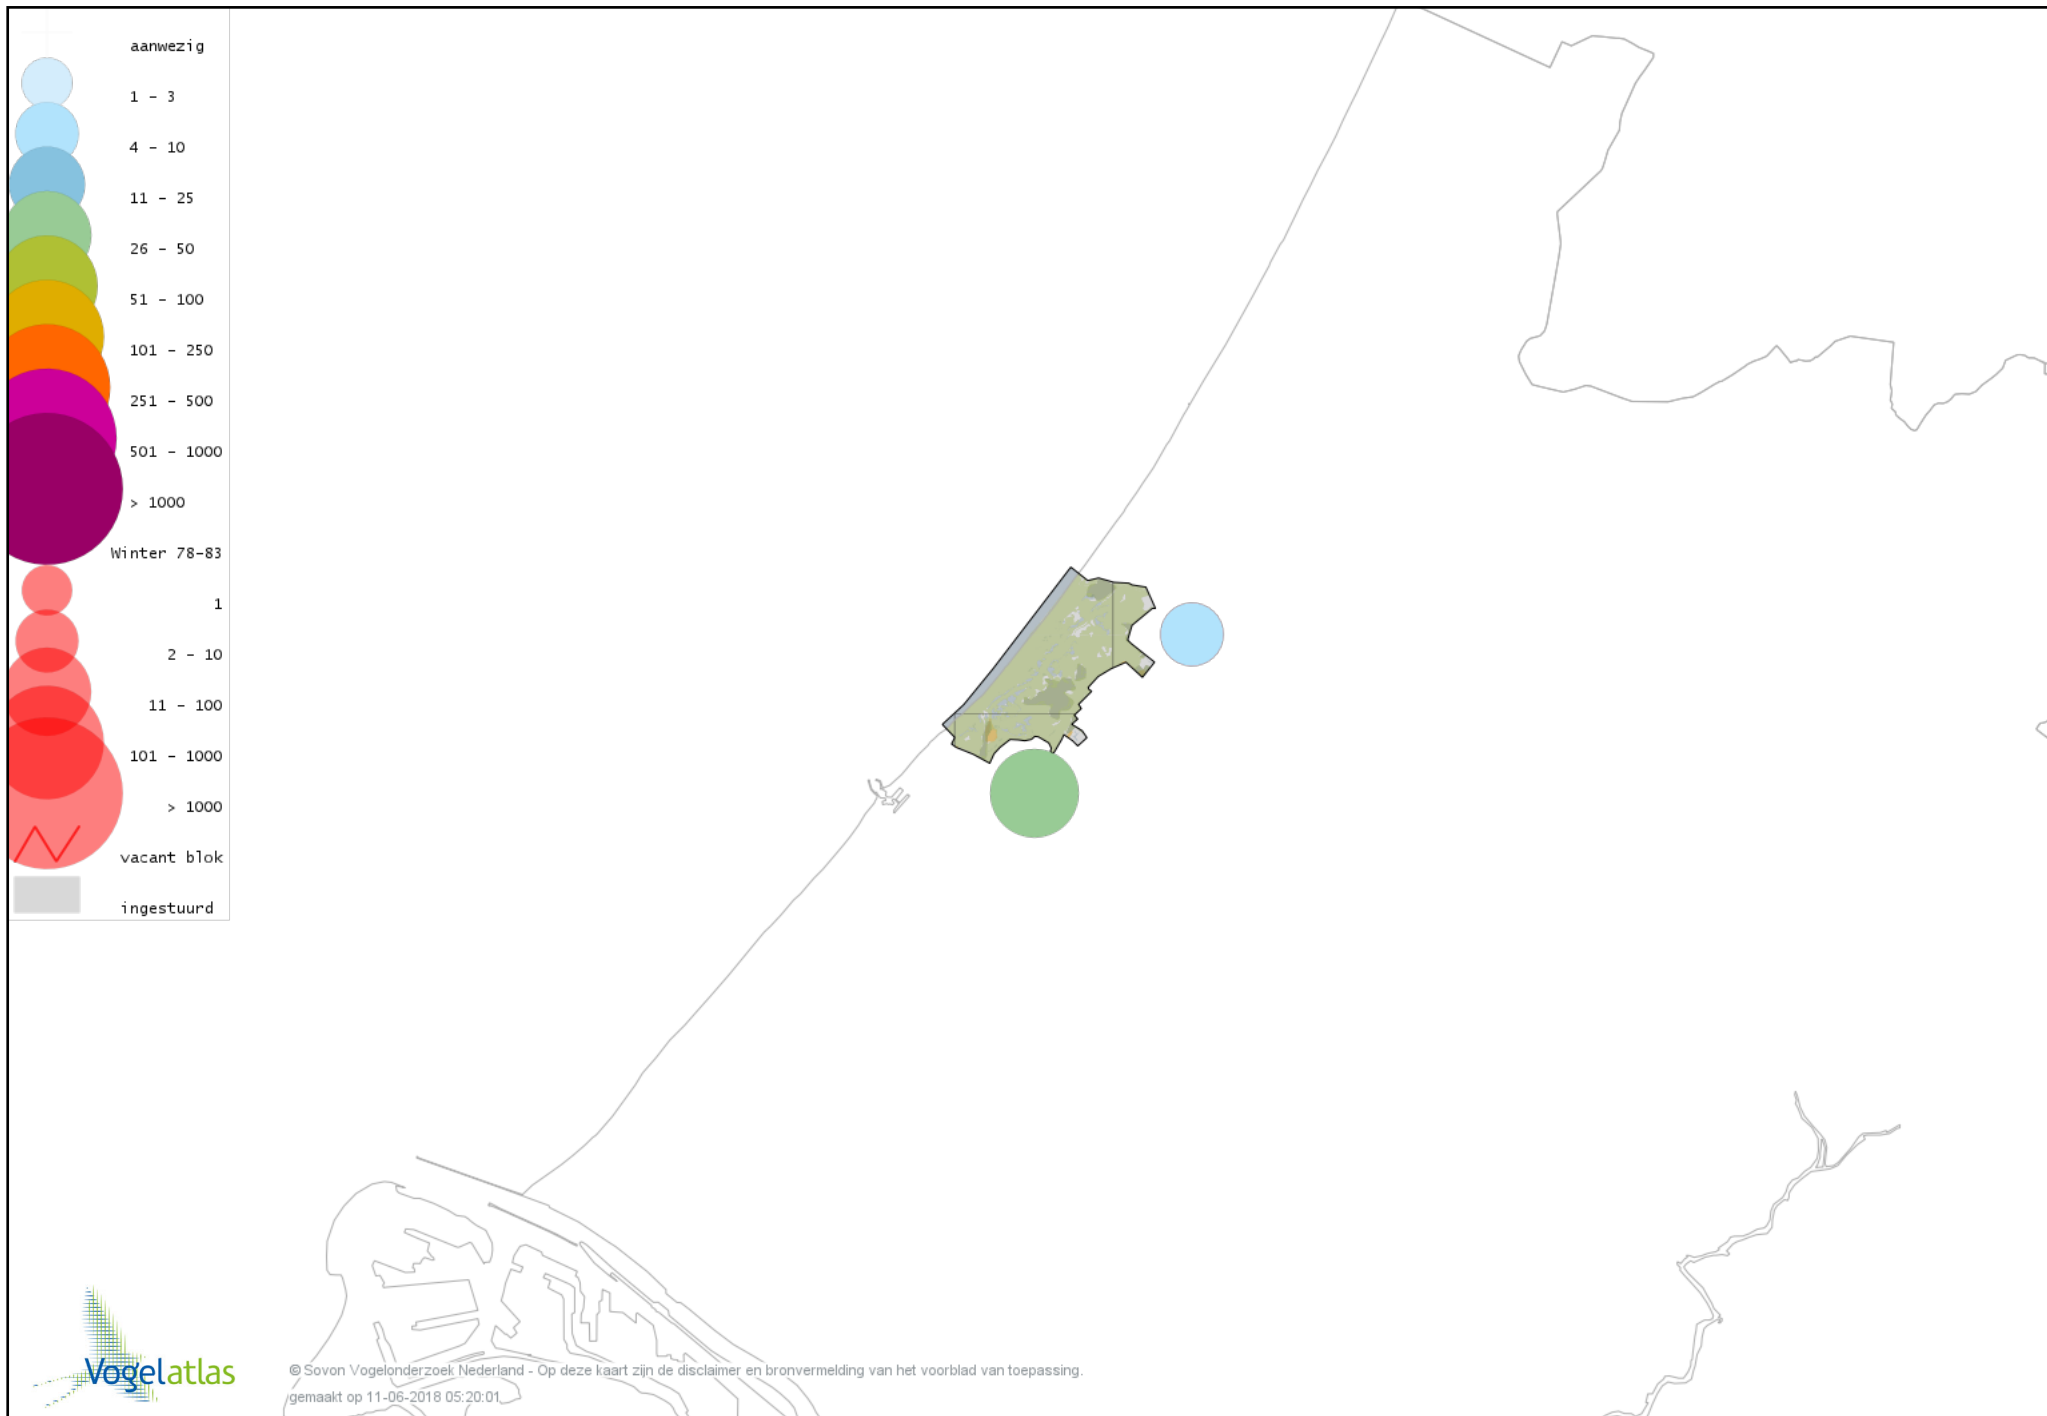 aanwezig
1 - 3
4 - 10
11 - 25
26 - 50
51 - 100
101 - 250
251 - 500
501 - 1000
> 1000
Winter 78-83
1
2 - 10
11 - 100
101 - 1000
> 1000
vacant blok
ingestuurd
Vogelatlas
© Sovon Vogelonderzoek Nederland - Op deze kaart zijn de disclaimer en bronvermelding van het voorblad van toepassing.
gemaakt op 11-06-2018 05:20:01